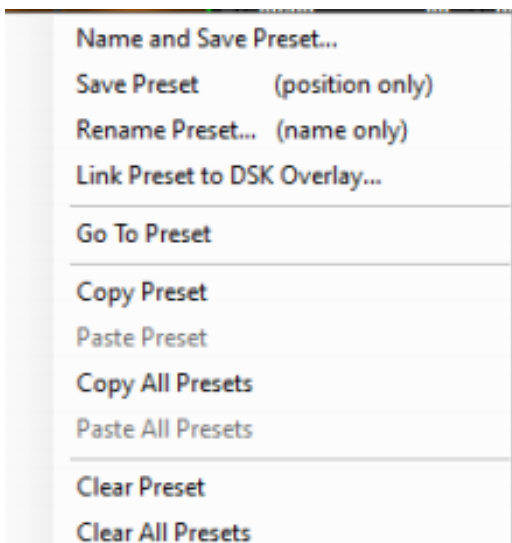 Name and Save Preset...
Save Preset (position only)
Rename Preset... (name only)
Link Preset to DSK Overlay...
Go To Preset
Copy Preset
Paste Preset
Copy All Presets
Paste All Presets
Clear Preset
Clear All Presets